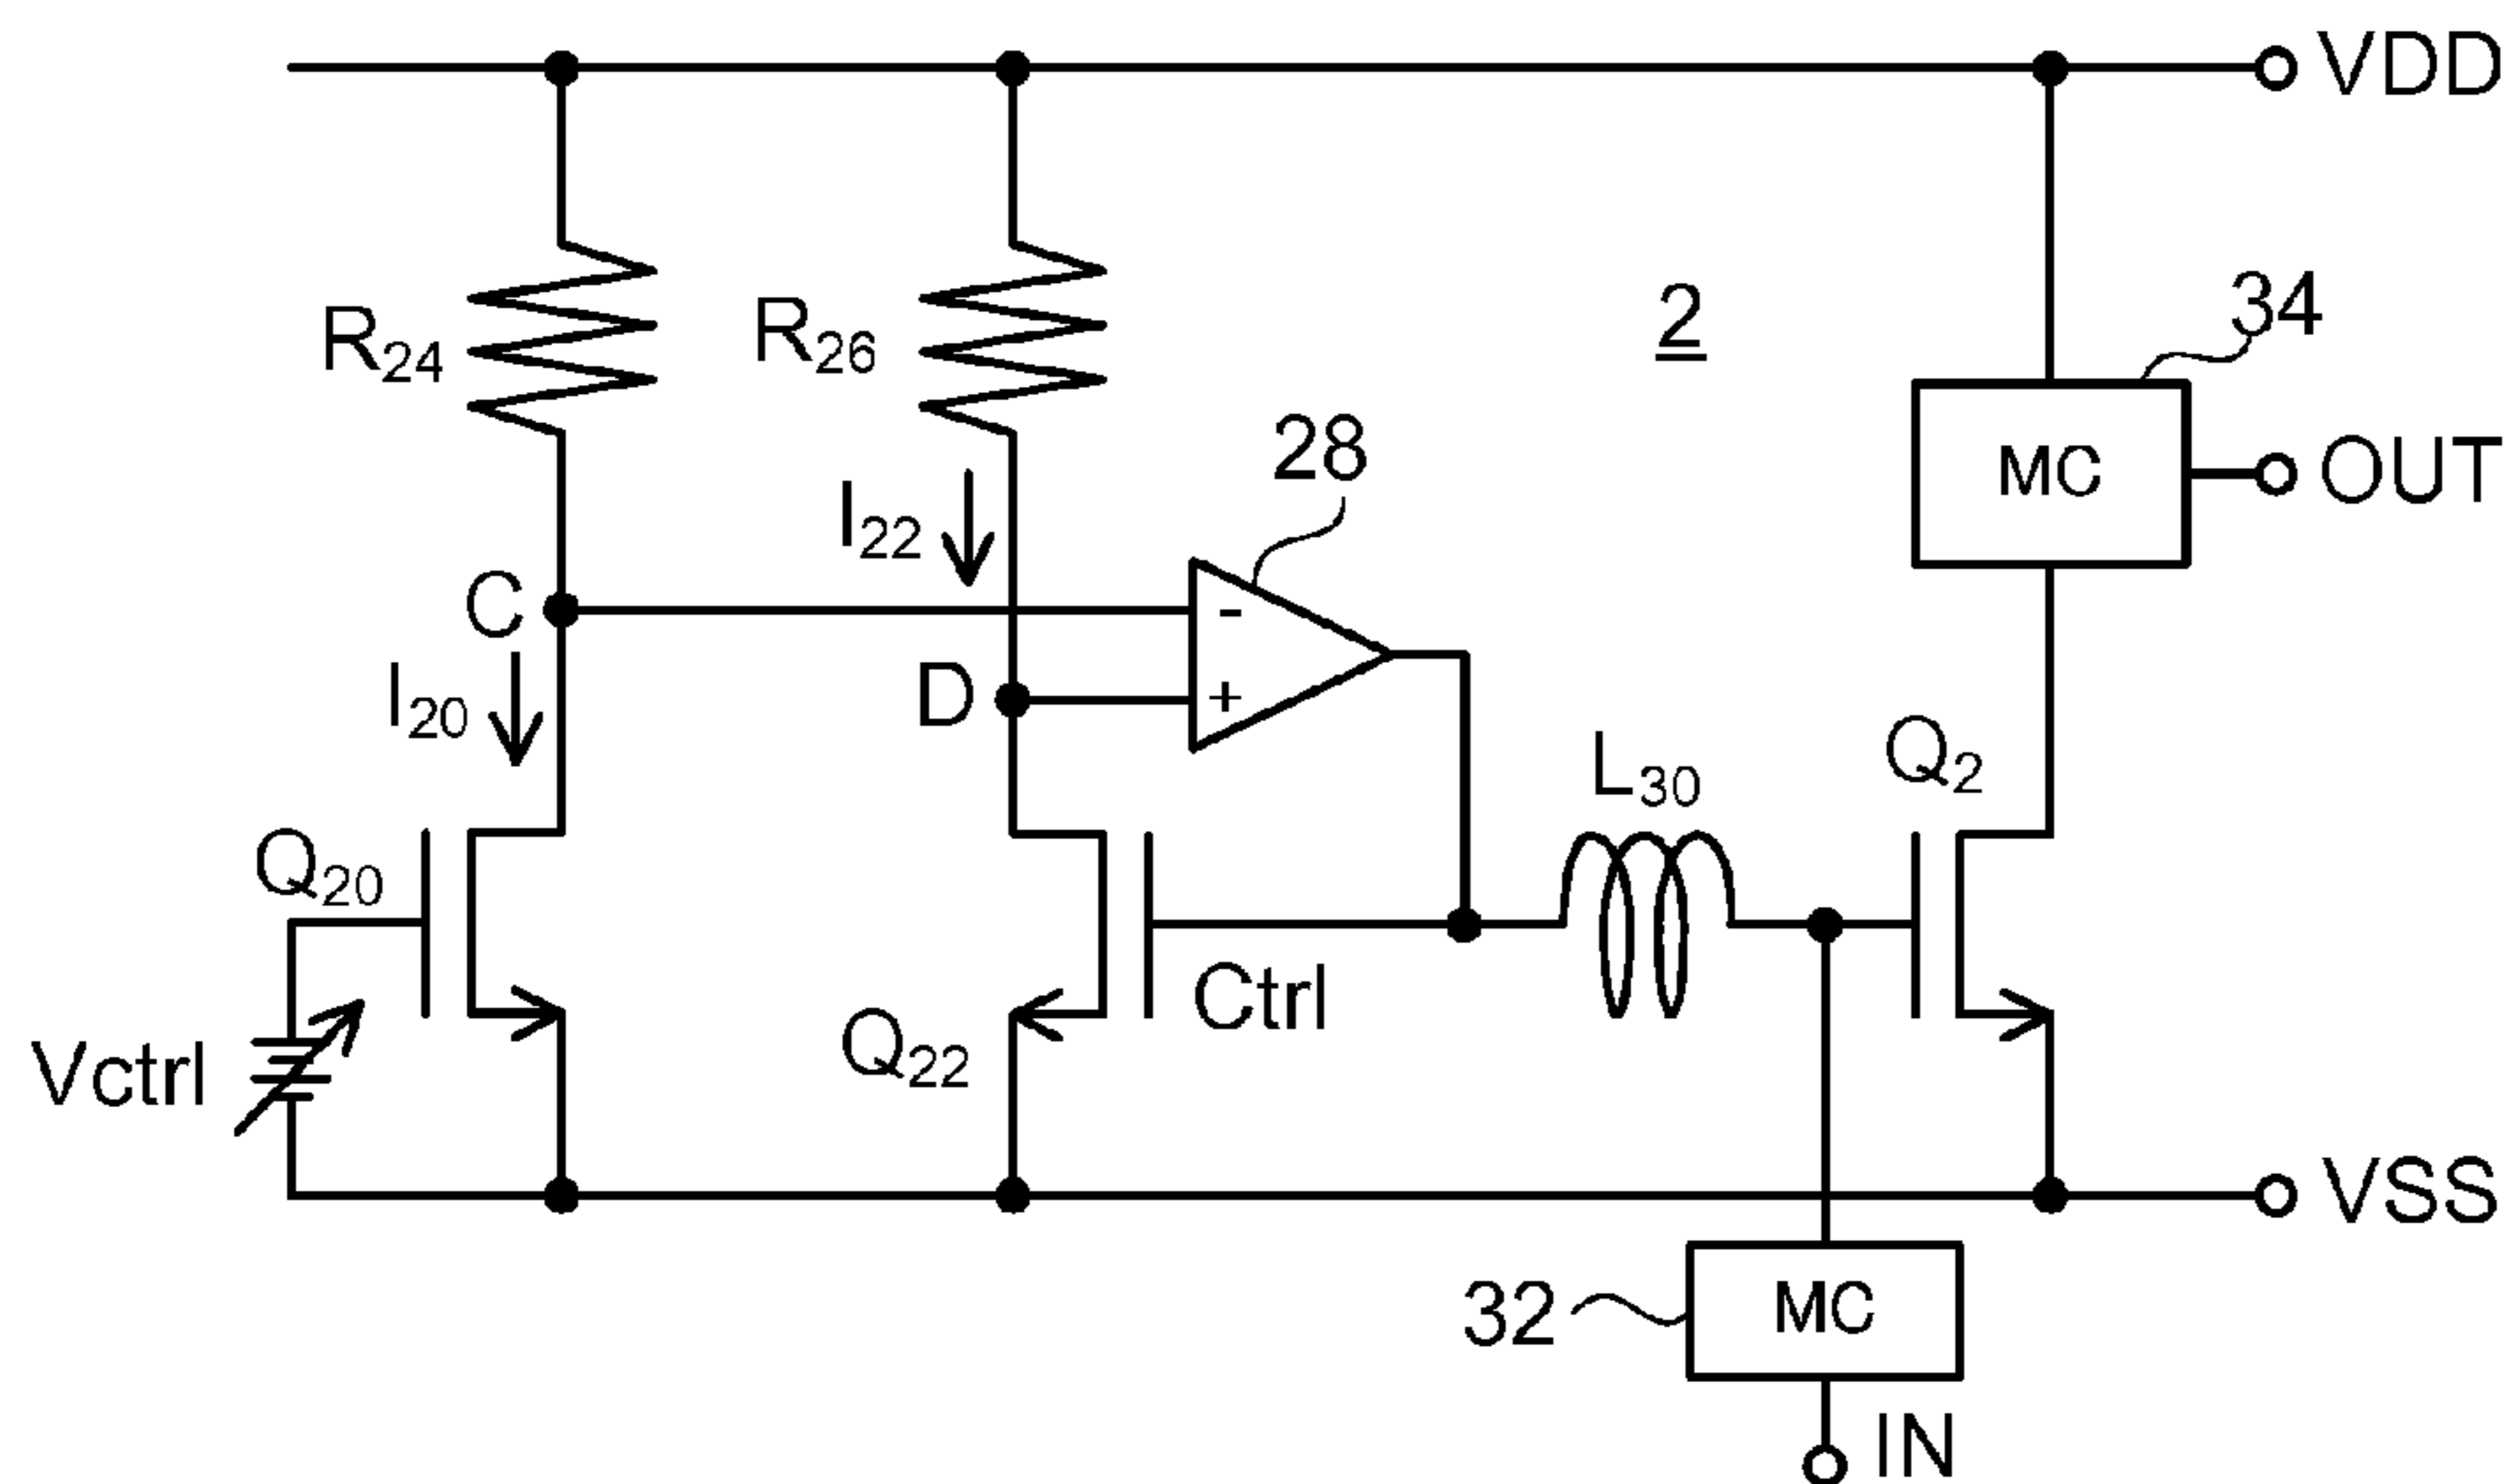 VDD
R24
R26
2
34
28
MC
OUT
I22
C
-
D
+
I20
L30
Q2
Q20
Ctrl
Q22
Vctrl
VSS
32
MC
IN